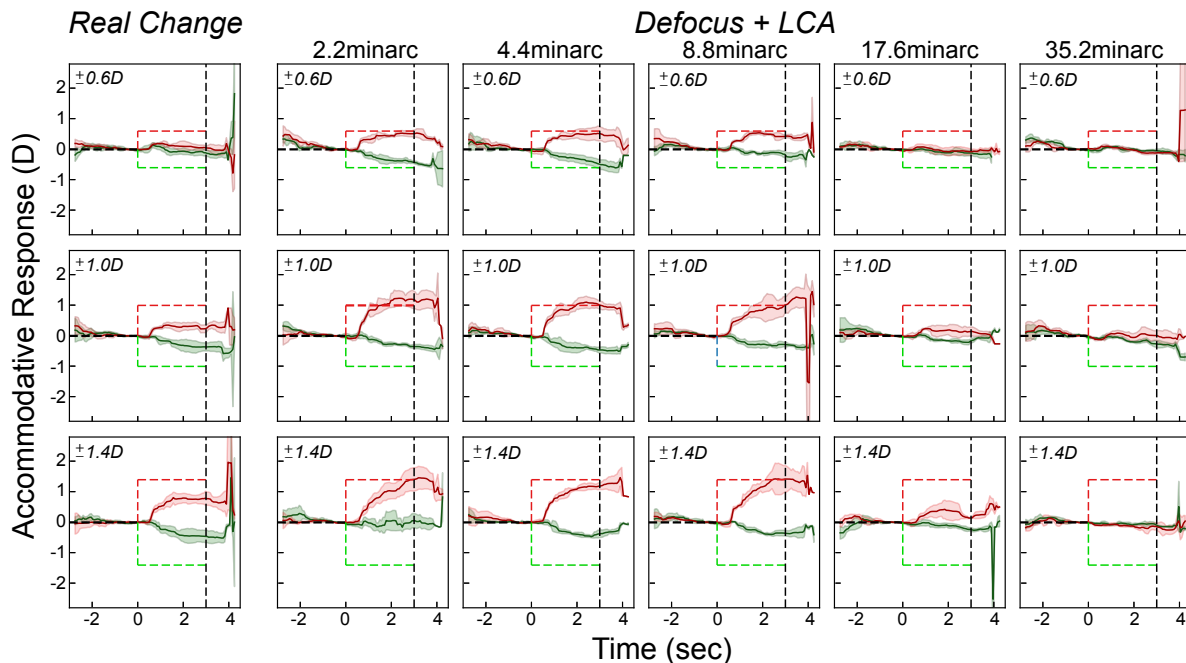 Real Change
Defocus + LCA
2.2minarc 4.4minarc 8.8minarc 17.6minarc 35.2minarc
Accommodative Response (D)
±0.6D ±0.6D ±0.6D ±0.6D ±0.6D ±0.6D
2
1
0
-1
-2
±1.0D ±1.0D ±1.0D ±1.0D ±1.0D ±1.0D
2
1
0
-1
-2
±1.4D ±1.4D ±1.4D ±1.4D ±1.4D ±1.4D
2
1
0
-1
-2
-2 0 2 4 -2 0 2 4 -2 0 2 4 -2 0 2 4 -2 0 2 4 -2 0 2 4
Time (sec)